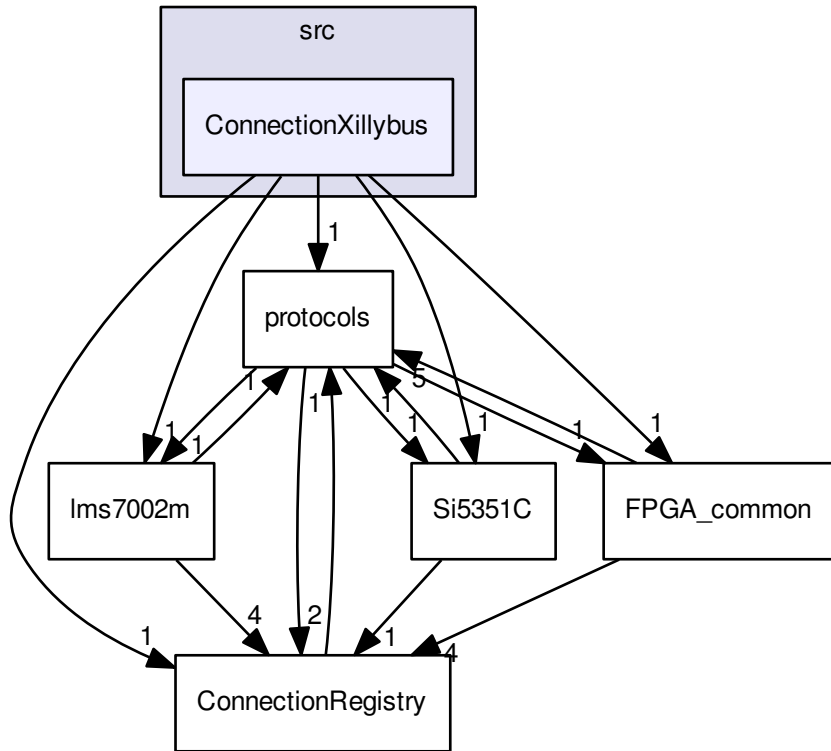 src
ConnectionXillybus
1
protocols
5
1
1
1
1
1
1
1
1
1
lms7002m
Si5351C
FPGA_common
4
2
1
1
4
ConnectionRegistry